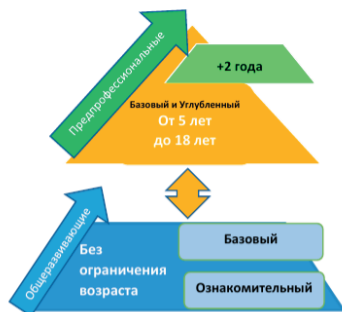 Предпрофессиональные
+2 года
Базовый и Углубленный
От 5 лет
до 18 лет
Общеразвивающие
Без
ограничения
возраста
Базовый
Ознакомительный